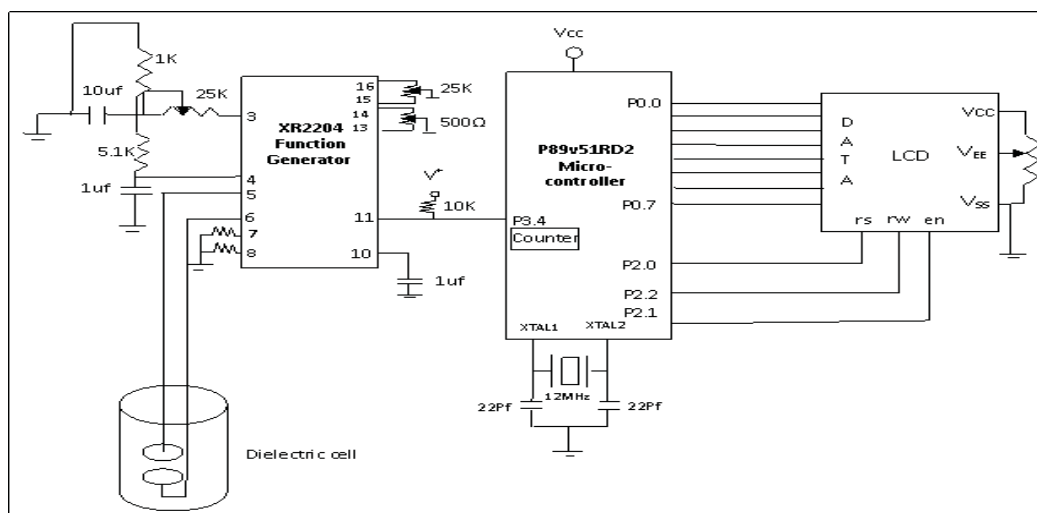 1K
10uf
25K
3
5.1K
1uf
4
5
6
7
8
XR2204
Function
Generator
16
15
14
13
11
10
25K
500Ω
V+
10K
1uf
Vcc
P89v51RD2
Micro-
controller
P0.0
P0.7
P3.4
Counter
P2.0
P2.2
P2.1
XTAL1
XTAL2
12MHz
22Pf
22Pf
D
A
T
A
LCD
VCC
VEE
VSS
rs rw en
Dielectric cell